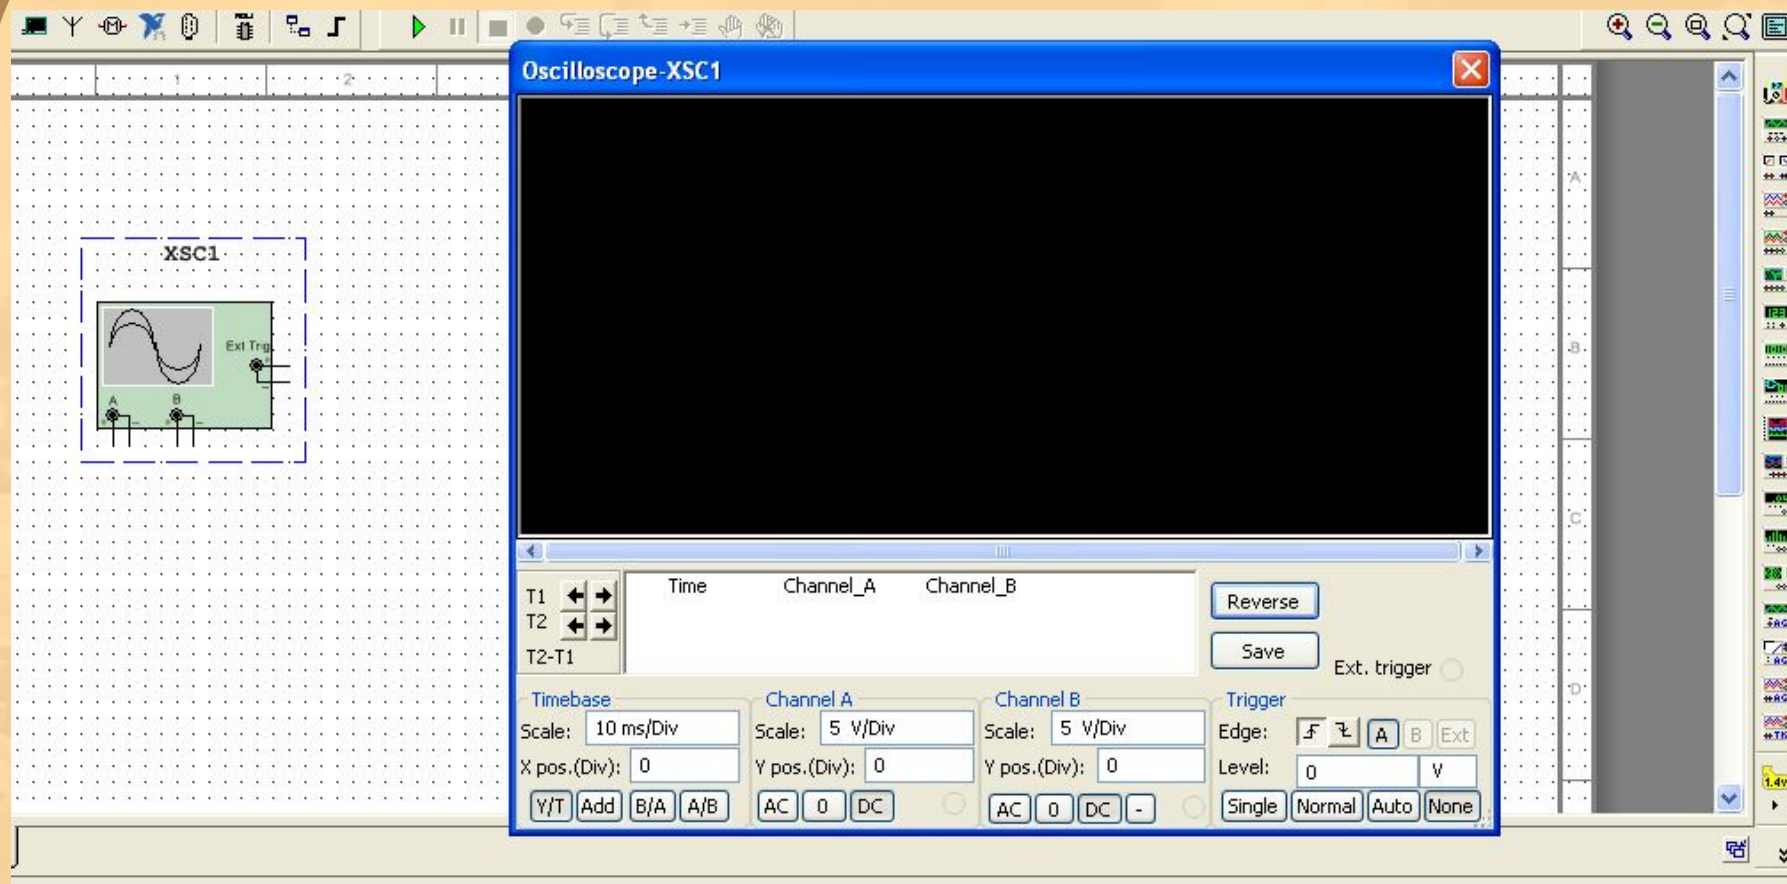 1 2
Oscilloscope-XSC1
A
XSC1
Ext Trig
B
A B
C
Time Channel_A Channel_B
T1
T2
T2-T1
Reverse
Save
Ext. trigger
D
Timebase Channel A Channel B Trigger
Scale: 10 ms/Div Scale: 5 V/Div Scale: 5 V/Div Edge: A B Ext
X pos.(Div): 0 Y pos.(Div): 0 Y pos.(Div): 0 Level: 0 V
Y/T Add B/A A/B AC 0 DC AC 0 DC - Single Normal Auto None